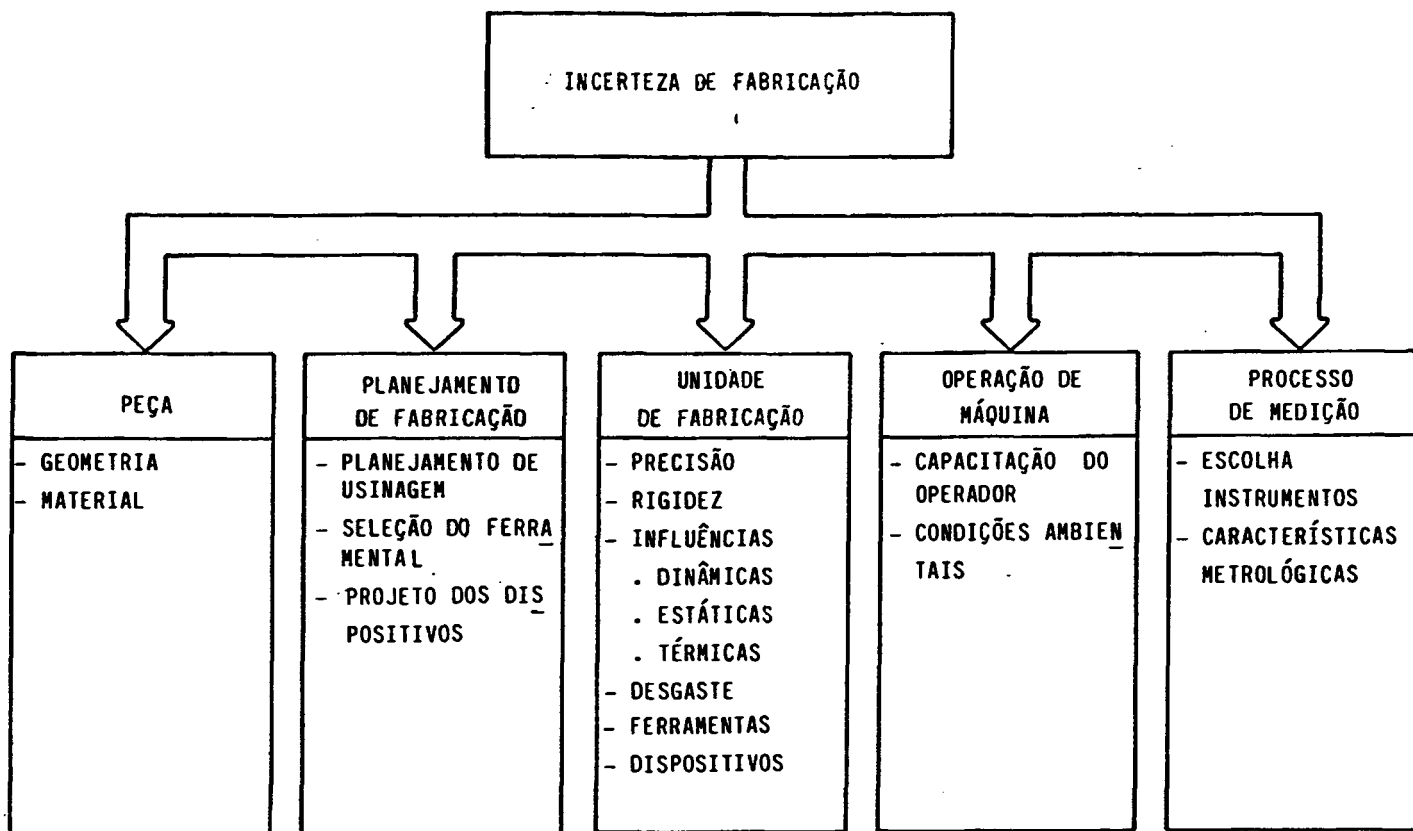 INCERTEZA DE FABRICAÇÃO
PEÇA
- GEOMETRIA
- MATERIAL
PLANEJAMENTO
DE FABRICAÇÃO
- PLANEJAMENTO DE
USINAGEM
- SELEÇÃO DO FERRA
MENTAL
- PROJETO DOS DIS
POSITIVOS
UNIDADE
DE FABRICAÇÃO
- PRECISÃO
- RIGIDEZ
- INFLUÊNCIAS
. DINÂMICAS
. ESTÁTICAS
. TÉRMICAS
- DESGASTE
- FERRAMENTAS
- DISPOSITIVOS
OPERAÇÃO DE
MÁQUINA
- CAPACITAÇÃO DO
OPERADOR
- CONDIÇÕES AMBIEN
TAIS
PROCESSO
DE MEDIÇÃO
- ESCOLHA
INSTRUMENTOS
- CARACTERÍSTICAS
METROLÓGICAS